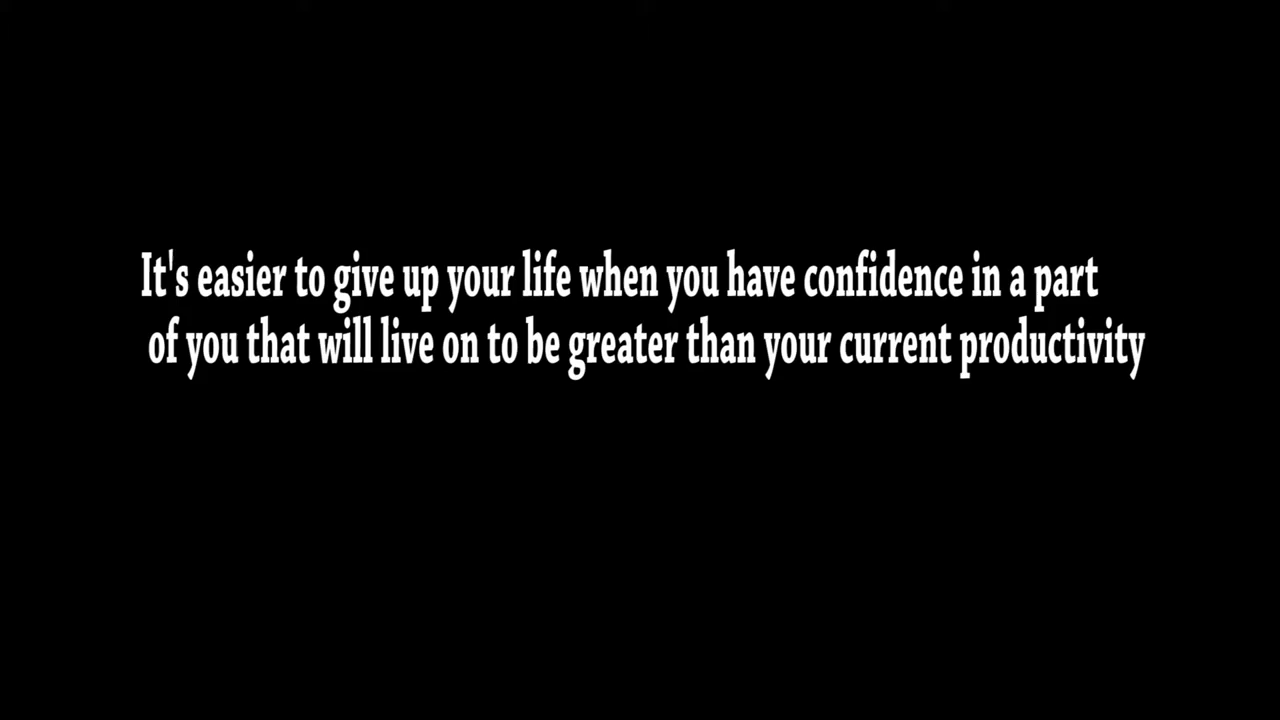 It's easier to give up your life when you have confidence in a part
of you that will live on to be greater than your current productivity